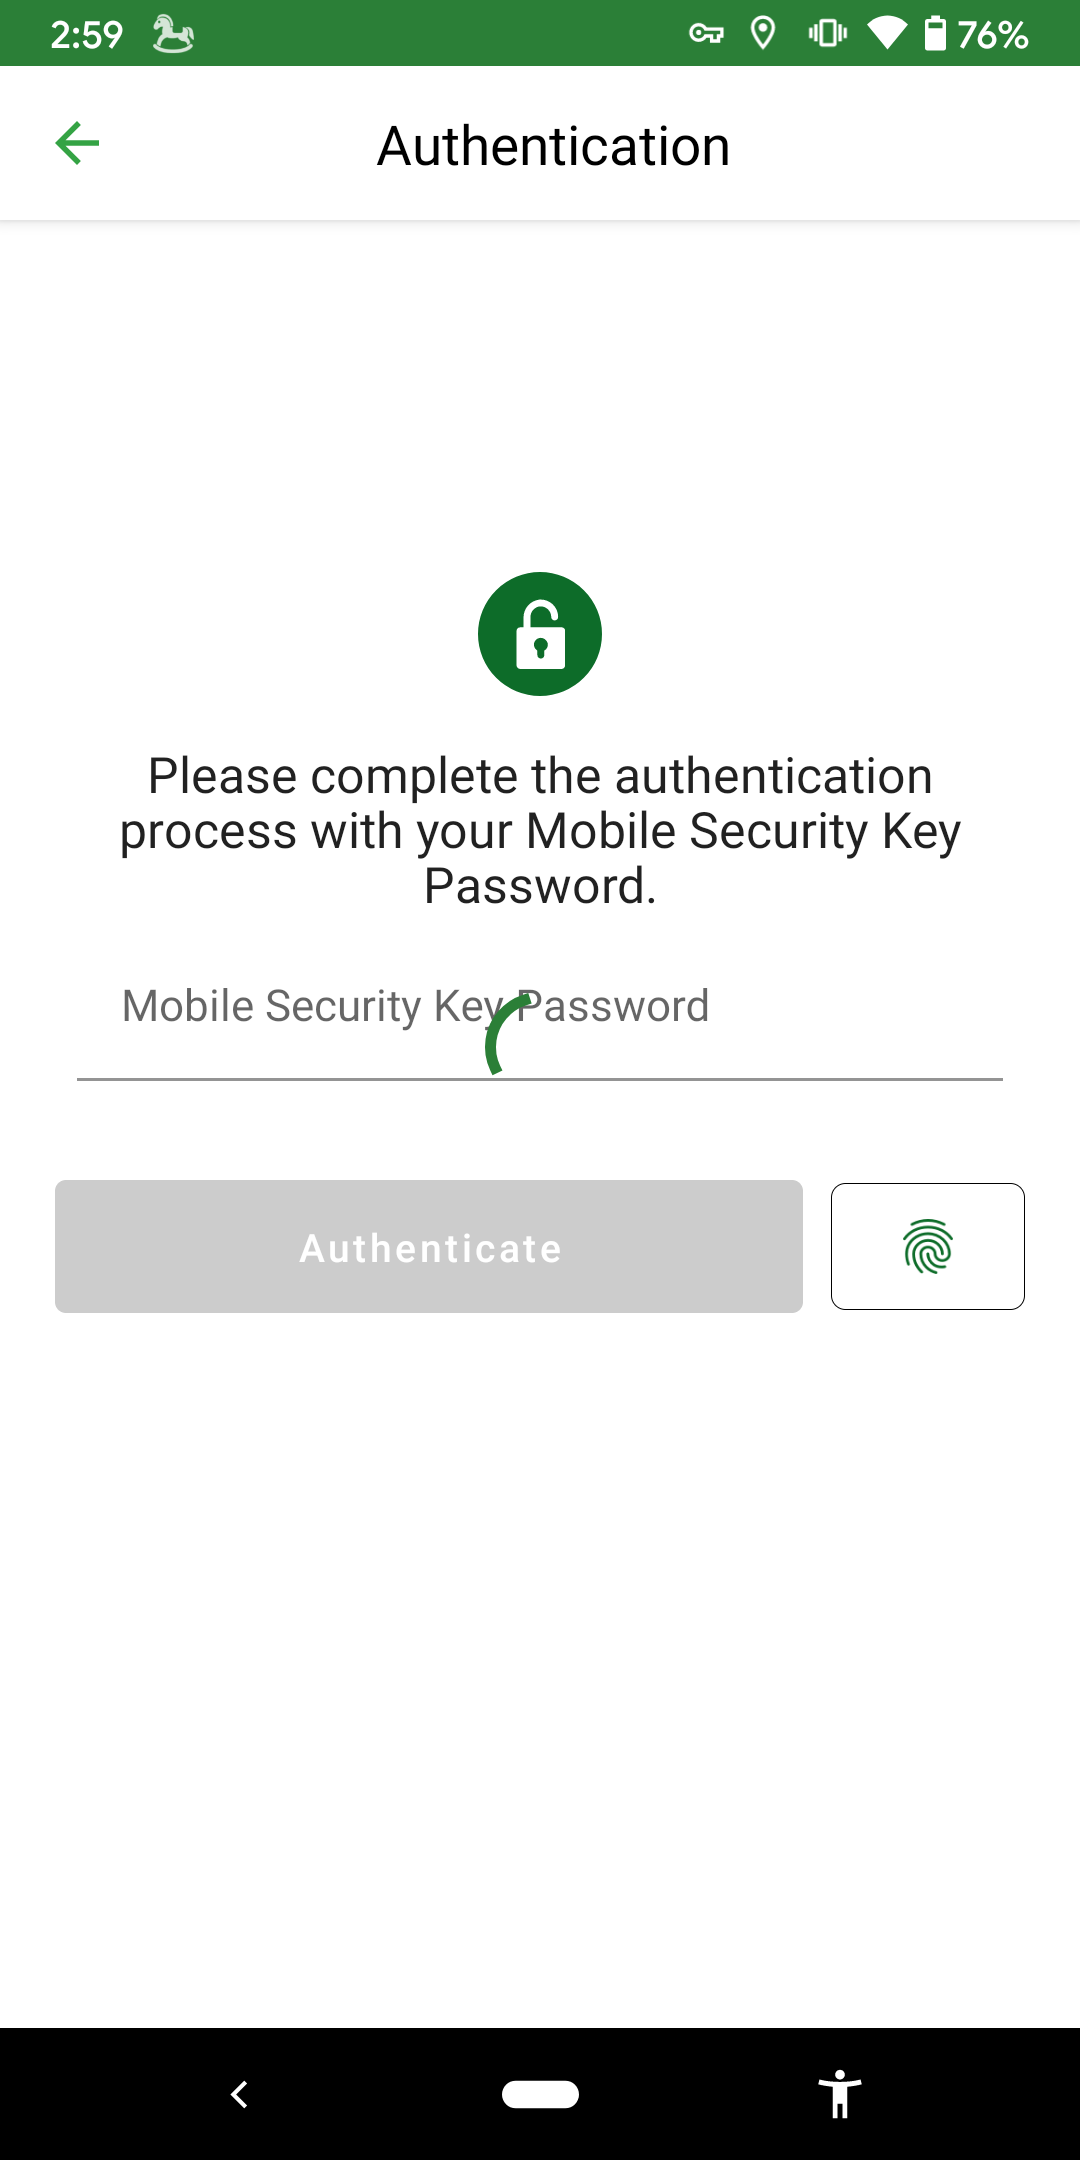 2:59
76%
Authentication
Please complete the authentication
process with your Mobile Security Key
Password.
Mobile Security Key Password
Authenticate